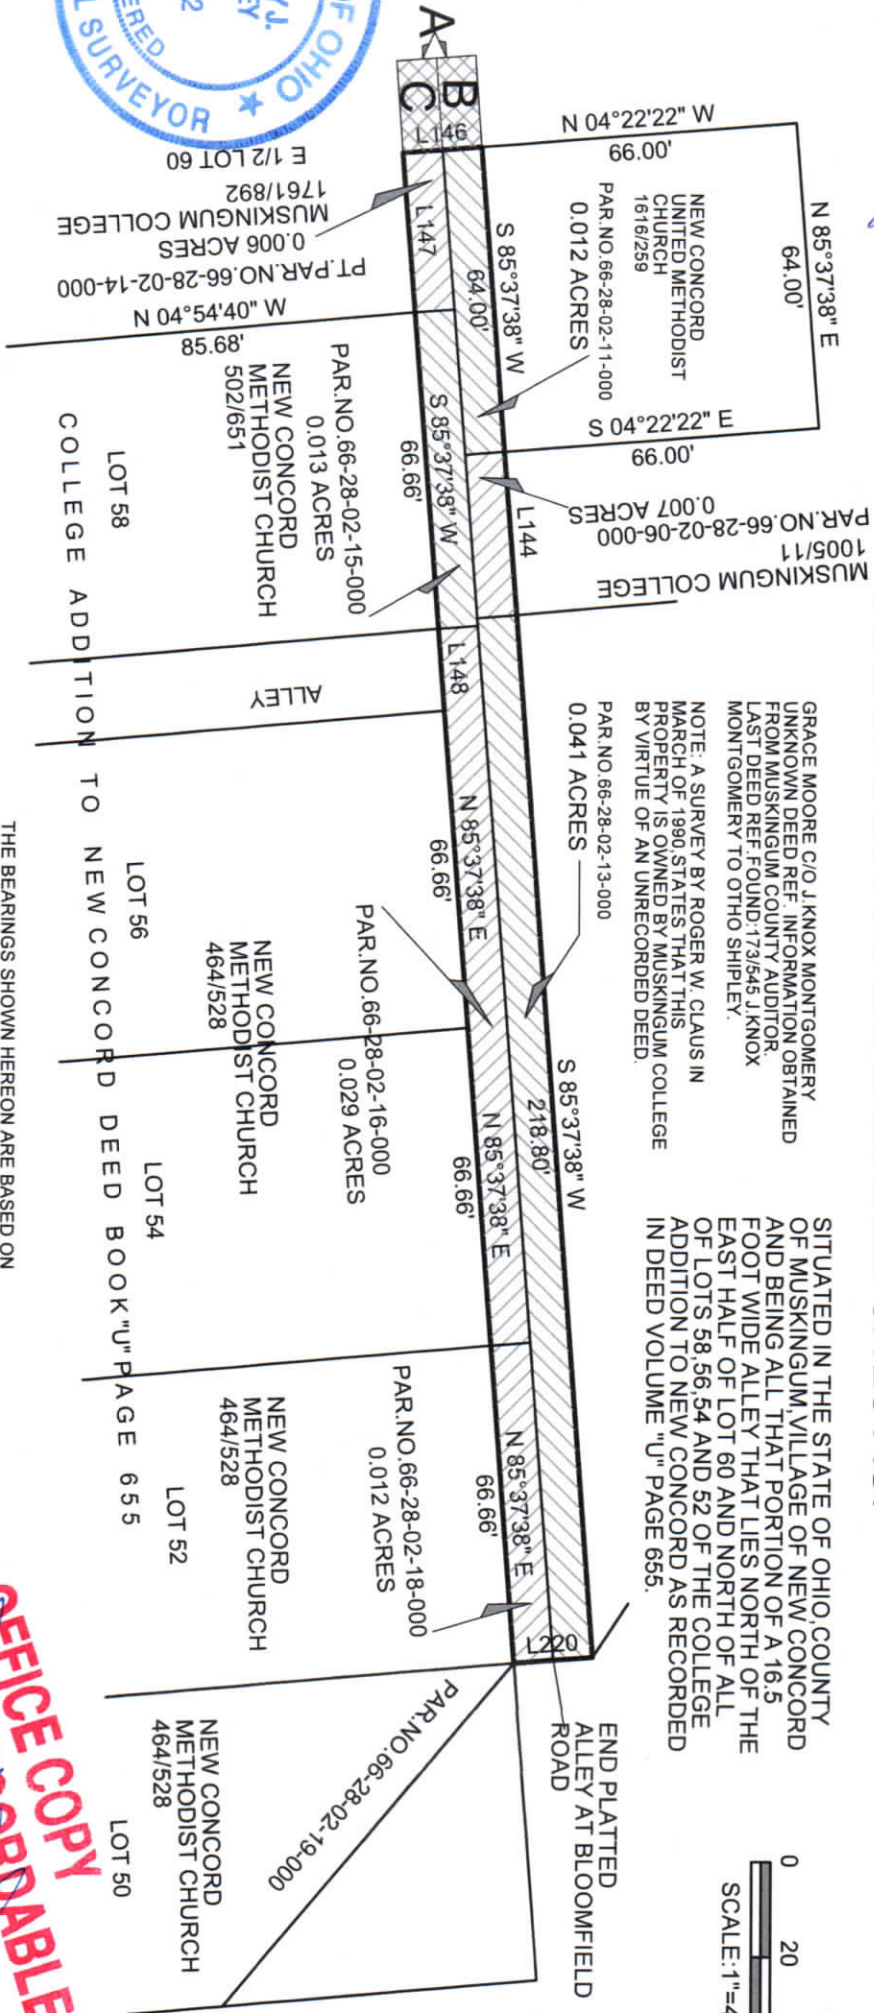 SITUATED IN THE STATE OF OHIO,COUNTY
OF MUSKINGUM,VILLAGE OF NEW CONCORD
AND BEING ALL THAT PORTION OF A 16.5
FOOT WIDE ALLEY THAT LIES NORTH OF THE
EAST HALF OF LOT 60 AND NORTH OF ALL
OF LOTS 58,56,54 AND 52 OF THE COLLEGE
ADDITION TO NEW CONCORD AS RECORDED
IN DEED VOLUME "U" PAGE 655.
0 20
SCALE:1"=
GRACE MOORE C/O J.KNOX MONTGOMERY
UNKNOWN DEED REF. INFORMATION OBTAINED
FROM MUSKINGUM COUNTY AUDITOR.
LAST DEED REF.FOUND:173/545 J.KNOX
MONTGOMERY TO OTHO SHIPLEY.
NOTE: A SURVEY BY ROGER W. CLAUS IN
MARCH OF 1990,STATES THAT THIS
PROPERTY IS OWNED BY MUSKINGUM COLLEGE
BY VIRTUE OF AN UNRECORDED DEED.
PAR.NO.66-28-02-13-000
0.041 ACRES
N 85°37'38" E
64.00'
N 04°22'22" W
66.00'
S 04°22'22" E
66.00'
NEW CONCORD
UNITED METHODIST
CHURCH
1616/259
PAR.NO.66-28-02-11-000
0.012 ACRES
MUSKINGUM COLLEGE
1005/11
PAR.NO.66-28-02-06-000
0.007 ACRES
A
B
C
L146
L147
S 85°37'38" W
64.00'
L144
S 85°37'38" W
218.80'
S 85°37'38" W
66.66'
L148
N 85°37'38" E
66.66'
N 85°37'38" E
66.66'
N 85°37'38" E
66.66'
L220
END PLATTED
ALLEY AT BLOOMFIELD
ROAD
PT.PAR.NO.66-28-02-14-000
0.006 ACRES
MUSKINGUM COLLEGE
1761/892
E 1/2 LOT 60
N 04°54'40" W
85.68'
PAR.NO.66-28-02-15-000
0.013 ACRES
NEW CONCORD
METHODIST CHURCH
502/651
LOT 58
ALLEY
PAR.NO.66-28-02-16-000
0.029 ACRES
NEW CONCORD
METHODIST CHURCH
464/528
LOT 56
LOT 54
PAR.NO.66-28-02-18-000
0.012 ACRES
NEW CONCORD
METHODIST CHURCH
464/528
LOT 52
PAR.NO.66-28-02-19-000
NEW CONCORD
METHODIST CHURCH
464/528
LOT 50
COLLEGE ADDITION TO NEW CONCORD DEED BOOK "U" PAGE 655
THE BEARINGS SHOWN HEREON ARE BASED ON
OF OHIO
SURVEYOR
OFFICE COPY